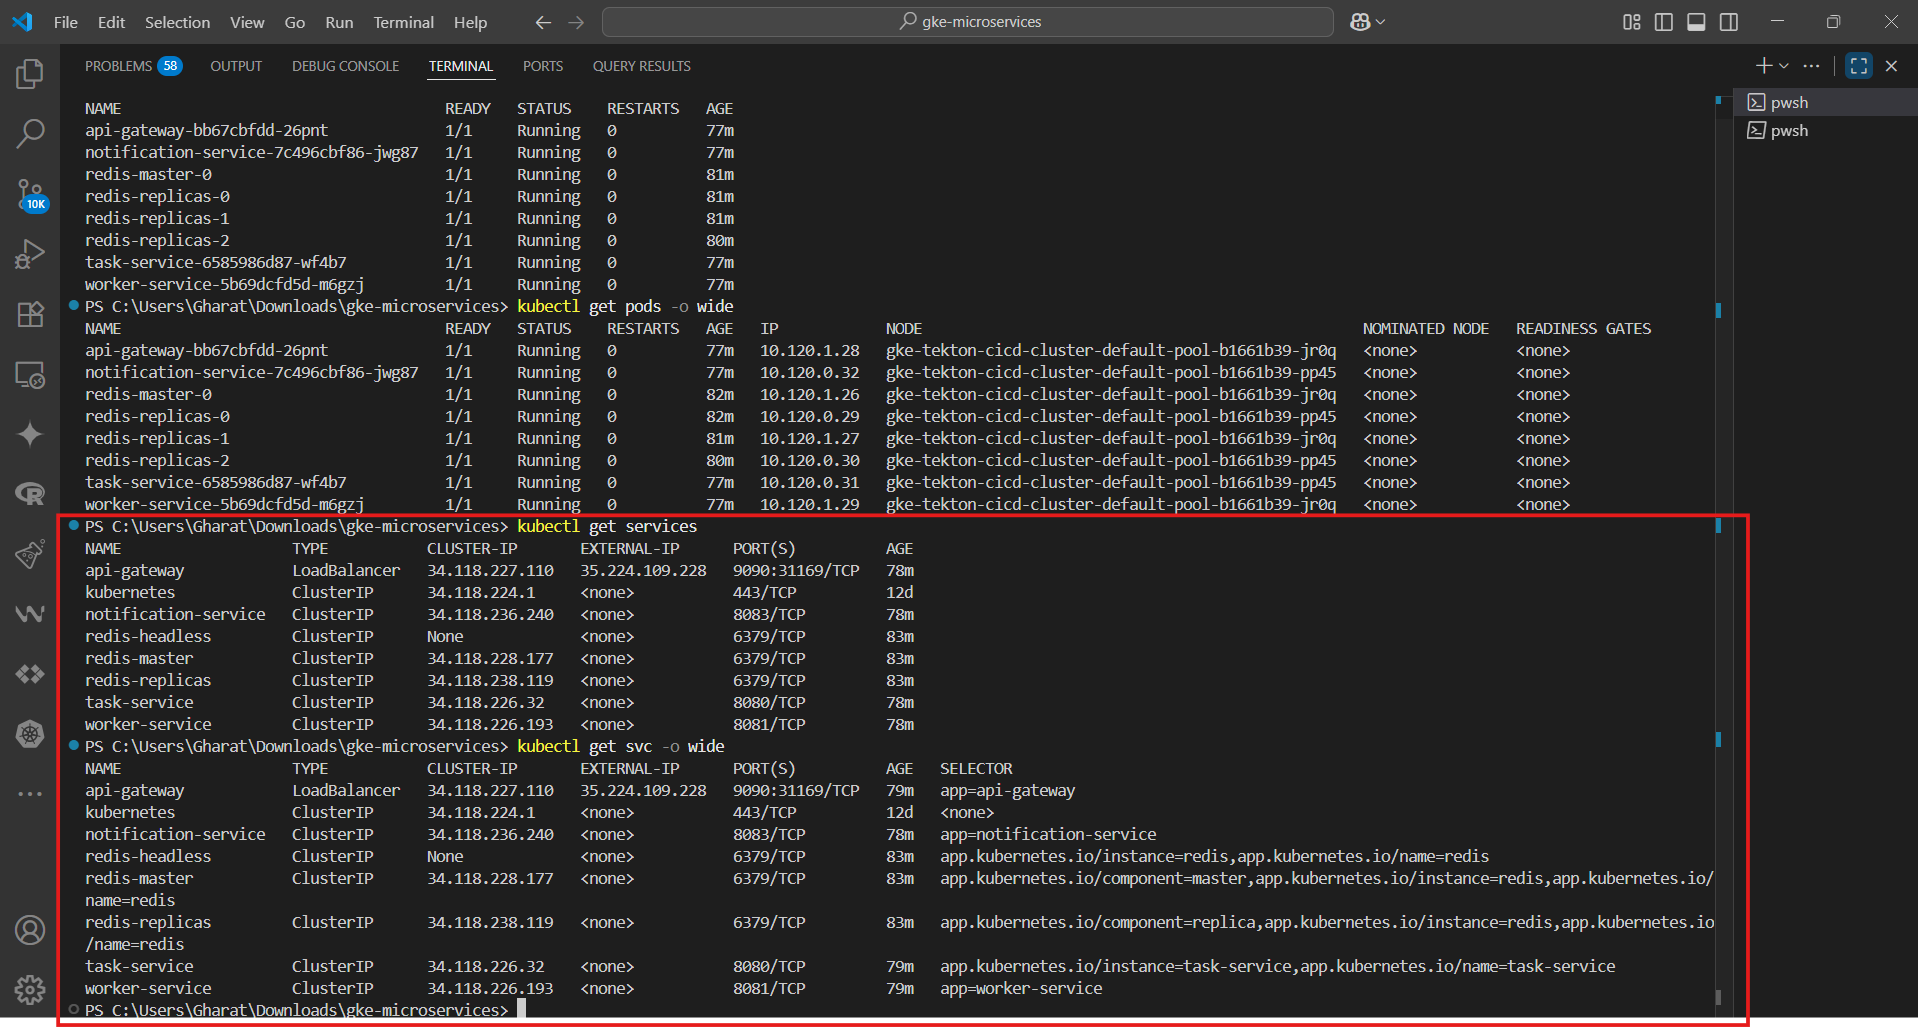 File Edit Selection View Go Run Terminal Help gke-microservices
PROBLEMS 58 OUTPUT DEBUG CONSOLE TERMINAL PORTS QUERY RESULTS
pwsh
pwsh
10K
NAME READY STATUS RESTARTS AGE
api-gateway-bb67cbfdd-26pnt 1/1 Running 0 77m
notification-service-7c496cbf86-jwg87 1/1 Running 0 77m
redis-master-0 1/1 Running 0 81m
redis-replicas-0 1/1 Running 0 81m
redis-replicas-1 1/1 Running 0 81m
redis-replicas-2 1/1 Running 0 80m
task-service-6585986d87-wf4b7 1/1 Running 0 77m
worker-service-5b69dcfd5d-m6gzj 1/1 Running 0 77m
PS C:\Users\Gharat\Downloads\gke-microservices> kubectl get pods -o wide
NAME READY STATUS RESTARTS AGE IP NODE NOMINATED NODE READINESS GATES
api-gateway-bb67cbfdd-26pnt 1/1 Running 0 77m 10.120.1.28 gke-tekton-cicd-cluster-default-pool-b1661b39-jr0q <none> <none>
notification-service-7c496cbf86-jwg87 1/1 Running 0 77m 10.120.0.32 gke-tekton-cicd-cluster-default-pool-b1661b39-pp45 <none> <none>
redis-master-0 1/1 Running 0 82m 10.120.1.26 gke-tekton-cicd-cluster-default-pool-b1661b39-jr0q <none> <none>
redis-replicas-0 1/1 Running 0 82m 10.120.0.29 gke-tekton-cicd-cluster-default-pool-b1661b39-pp45 <none> <none>
redis-replicas-1 1/1 Running 0 81m 10.120.1.27 gke-tekton-cicd-cluster-default-pool-b1661b39-jr0q <none> <none>
redis-replicas-2 1/1 Running 0 80m 10.120.0.30 gke-tekton-cicd-cluster-default-pool-b1661b39-pp45 <none> <none>
task-service-6585986d87-wf4b7 1/1 Running 0 77m 10.120.0.31 gke-tekton-cicd-cluster-default-pool-b1661b39-pp45 <none> <none>
worker-service-5b69dcfd5d-m6gzj 1/1 Running 0 77m 10.120.1.29 gke-tekton-cicd-cluster-default-pool-b1661b39-jr0q <none> <none>
PS C:\Users\Gharat\Downloads\gke-microservices> kubectl get services
NAME TYPE CLUSTER-IP EXTERNAL-IP PORT(S) AGE
api-gateway LoadBalancer 34.118.227.110 35.224.109.228 9090:31169/TCP 78m
kubernetes ClusterIP 34.118.224.1 <none> 443/TCP 12d
notification-service ClusterIP 34.118.236.240 <none> 8083/TCP 78m
redis-headless ClusterIP None <none> 6379/TCP 83m
redis-master ClusterIP 34.118.228.177 <none> 6379/TCP 83m
redis-replicas ClusterIP 34.118.238.119 <none> 6379/TCP 83m
task-service ClusterIP 34.118.226.32 <none> 8080/TCP 78m
worker-service ClusterIP 34.118.226.193 <none> 8081/TCP 78m
PS C:\Users\Gharat\Downloads\gke-microservices> kubectl get svc -o wide
NAME TYPE CLUSTER-IP EXTERNAL-IP PORT(S) AGE SELECTOR
api-gateway LoadBalancer 34.118.227.110 35.224.109.228 9090:31169/TCP 79m app=api-gateway
kubernetes ClusterIP 34.118.224.1 <none> 443/TCP 12d <none>
notification-service ClusterIP 34.118.236.240 <none> 8083/TCP 78m app=notification-service
redis-headless ClusterIP None <none> 6379/TCP 83m app.kubernetes.io/instance=redis,app.kubernetes.io/name=redis
redis-master ClusterIP 34.118.228.177 <none> 6379/TCP 83m app.kubernetes.io/component=master,app.kubernetes.io/instance=redis,app.kubernetes.io/
name=redis
redis-replicas ClusterIP 34.118.238.119 <none> 6379/TCP 83m app.kubernetes.io/component=replica,app.kubernetes.io/instance=redis,app.kubernetes.io
/name=redis
task-service ClusterIP 34.118.226.32 <none> 8080/TCP 79m app.kubernetes.io/instance=task-service,app.kubernetes.io/name=task-service
worker-service ClusterIP 34.118.226.193 <none> 8081/TCP 79m app=worker-service
PS C:\Users\Gharat\Downloads\gke-microservices>